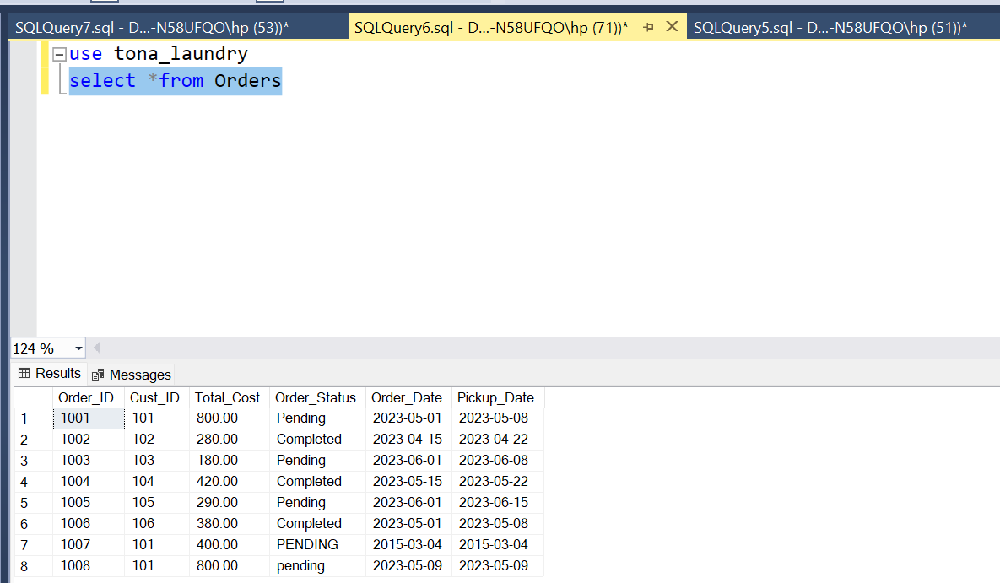 SQLQuery7.sql - D...-N58UFQO\hp (53))* SQLQuery6.sql - D...-N58UFQO\hp (71))* SQLQuery5.sql - D...-N58UFQO\hp (51))*
use tona_laundry
select *from Orders
124 %
Results Messages
Order_ID Cust_ID Total_Cost Order_Status Order_Date Pickup_Date
1 1001 101 800.00 Pending 2023-05-01 2023-05-08
2 1002 102 280.00 Completed 2023-04-15 2023-04-22
3 1003 103 180.00 Pending 2023-06-01 2023-06-08
4 1004 104 420.00 Completed 2023-05-15 2023-05-22
5 1005 105 290.00 Pending 2023-06-01 2023-06-15
6 1006 106 380.00 Completed 2023-05-01 2023-05-08
7 1007 101 400.00 PENDING 2015-03-04 2015-03-04
8 1008 101 800.00 pending 2023-05-09 2023-05-09